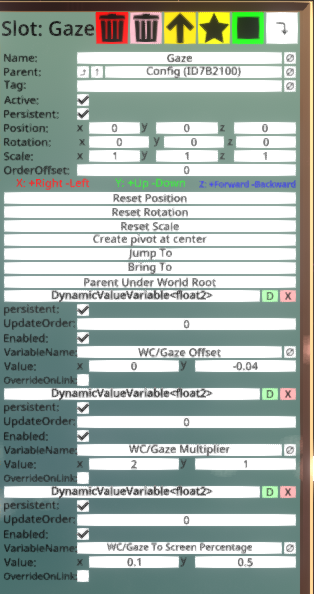 Slot: Gaze
Name: Gaze ∅
Parent: Config (ID7B2100) ∅
Tag: ∅
Active:
Persistent:
Position: x 0 y 0 z 0
Rotation: x 0 y 0 z 0
Scale: x 1 y 1 z 1
OrderOffset: 0
X: +Right -Left Y: +Up -Down Z: +Forward -Backward
Reset Position
Reset Rotation
Reset Scale
Create pivot at center
Jump To
Bring To
Parent Under World Root
DynamicValueVariable<float2> D X
persistent:
UpdateOrder: 0
Enabled:
VariableName: WC/Gaze Offset ∅
Value: x 0 y -0.04
OverrideOnLink:
DynamicValueVariable<float2> D X
persistent:
UpdateOrder: 0
Enabled:
VariableName: WC/Gaze Multiplier ∅
Value: x 2 y 1
OverrideOnLink:
DynamicValueVariable<float2> D X
persistent:
UpdateOrder: 0
Enabled:
VariableName: WC/Gaze To Screen Percentage ∅
Value: x 0.1 y 0.5
OverrideOnLink: